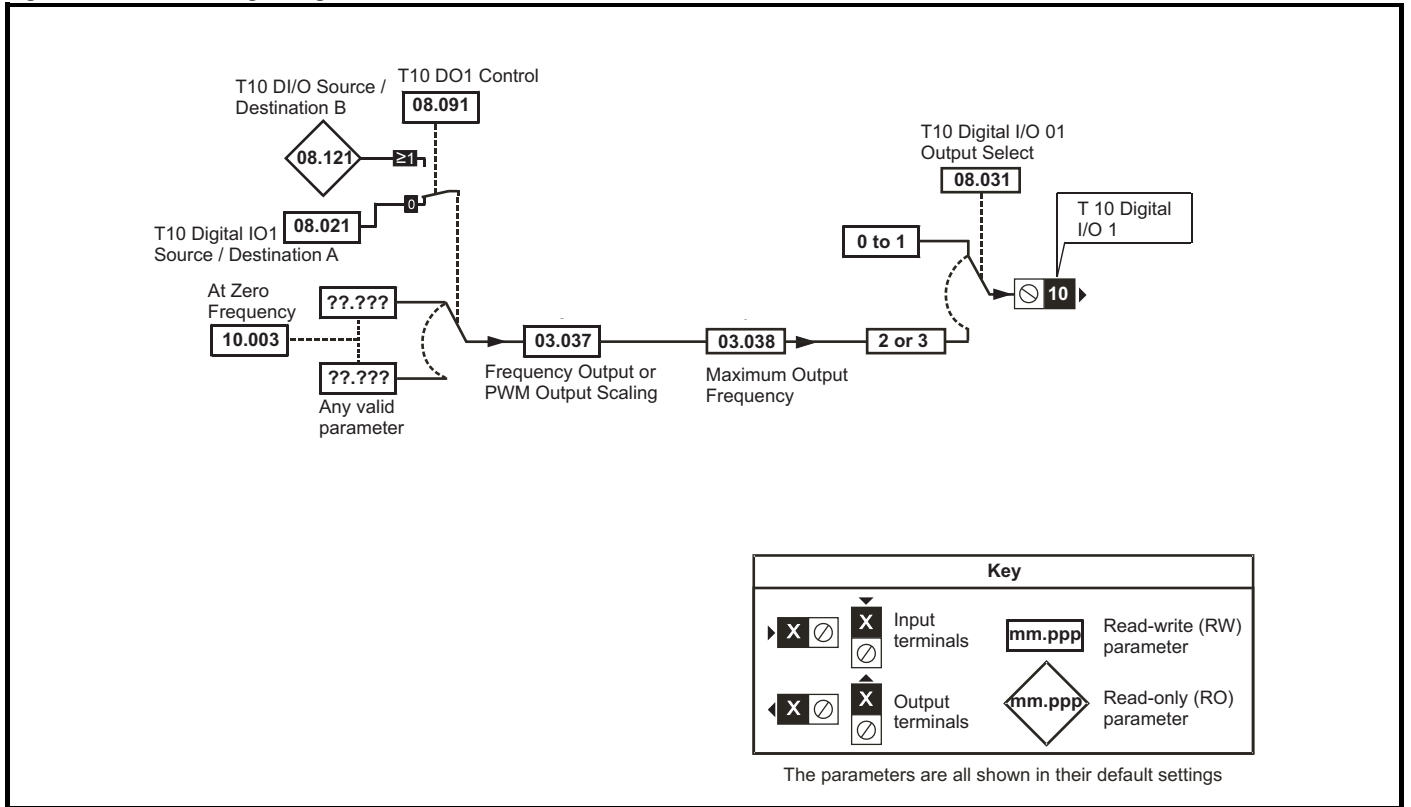 T10 DI/O Source /
Destination B
T10 DO1 Control
08.091
08.121
≥1
0
08.021
T10 Digital IO1
Source / Destination A
At Zero
Frequency
10.003
??.???
??.???
Any valid
parameter
03.037
Frequency Output or
PWM Output Scaling
03.038
Maximum Output
Frequency
2 or 3
0 to 1
T10 Digital I/O 01
Output Select
08.031
T 10 Digital
I/O 1
10
Key
X
X
Input
terminals
mm.ppp
Read-write (RW)
parameter
X
X
Output
terminals
mm.ppp
Read-only (RO)
parameter
The parameters are all shown in their default settings